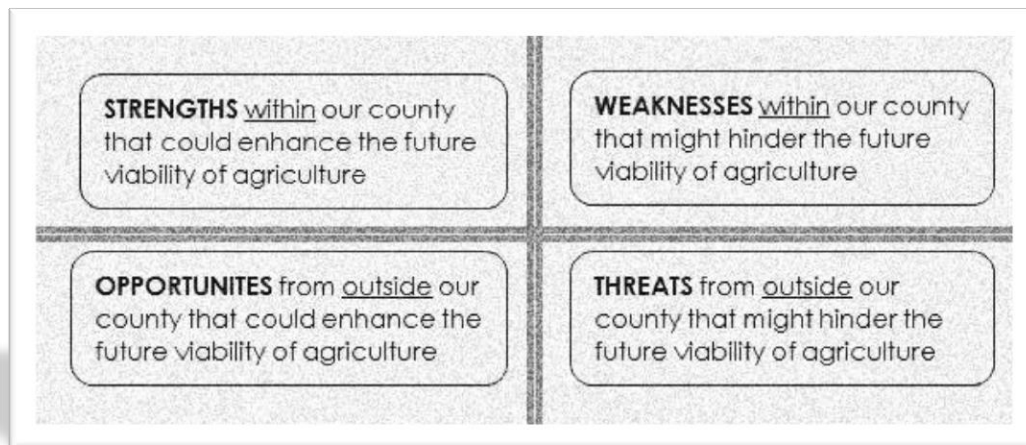 STRENGTHS within our county
that could enhance the future
viability of agriculture
WEAKNESSES within our county
that might hinder the future
viability of agriculture
OPPORTUNITES from outside our
county that could enhance the
future viability of agriculture
THREATS from outside our
county that might hinder the
future viability of agriculture